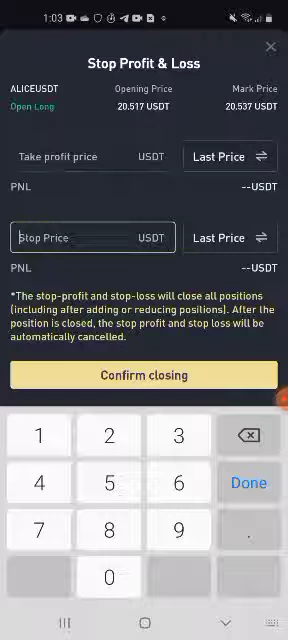 1:03
Stop Profit & Loss
ALICEUSDT Opening Price Mark Price
Open Long 20.517 USDT 20.537 USDT
Take profit price USDT Last Price
PNL --USDT
Stop Price USDT Last Price
PNL --USDT
*The stop-profit and stop-loss will close all positions
(including after adding or reducing positions). After the
position is closed, the stop profit and stop loss will be
automatically cancelled.
Confirm closing
1 2 3
4 5 6 Done
7 8 9 .
0